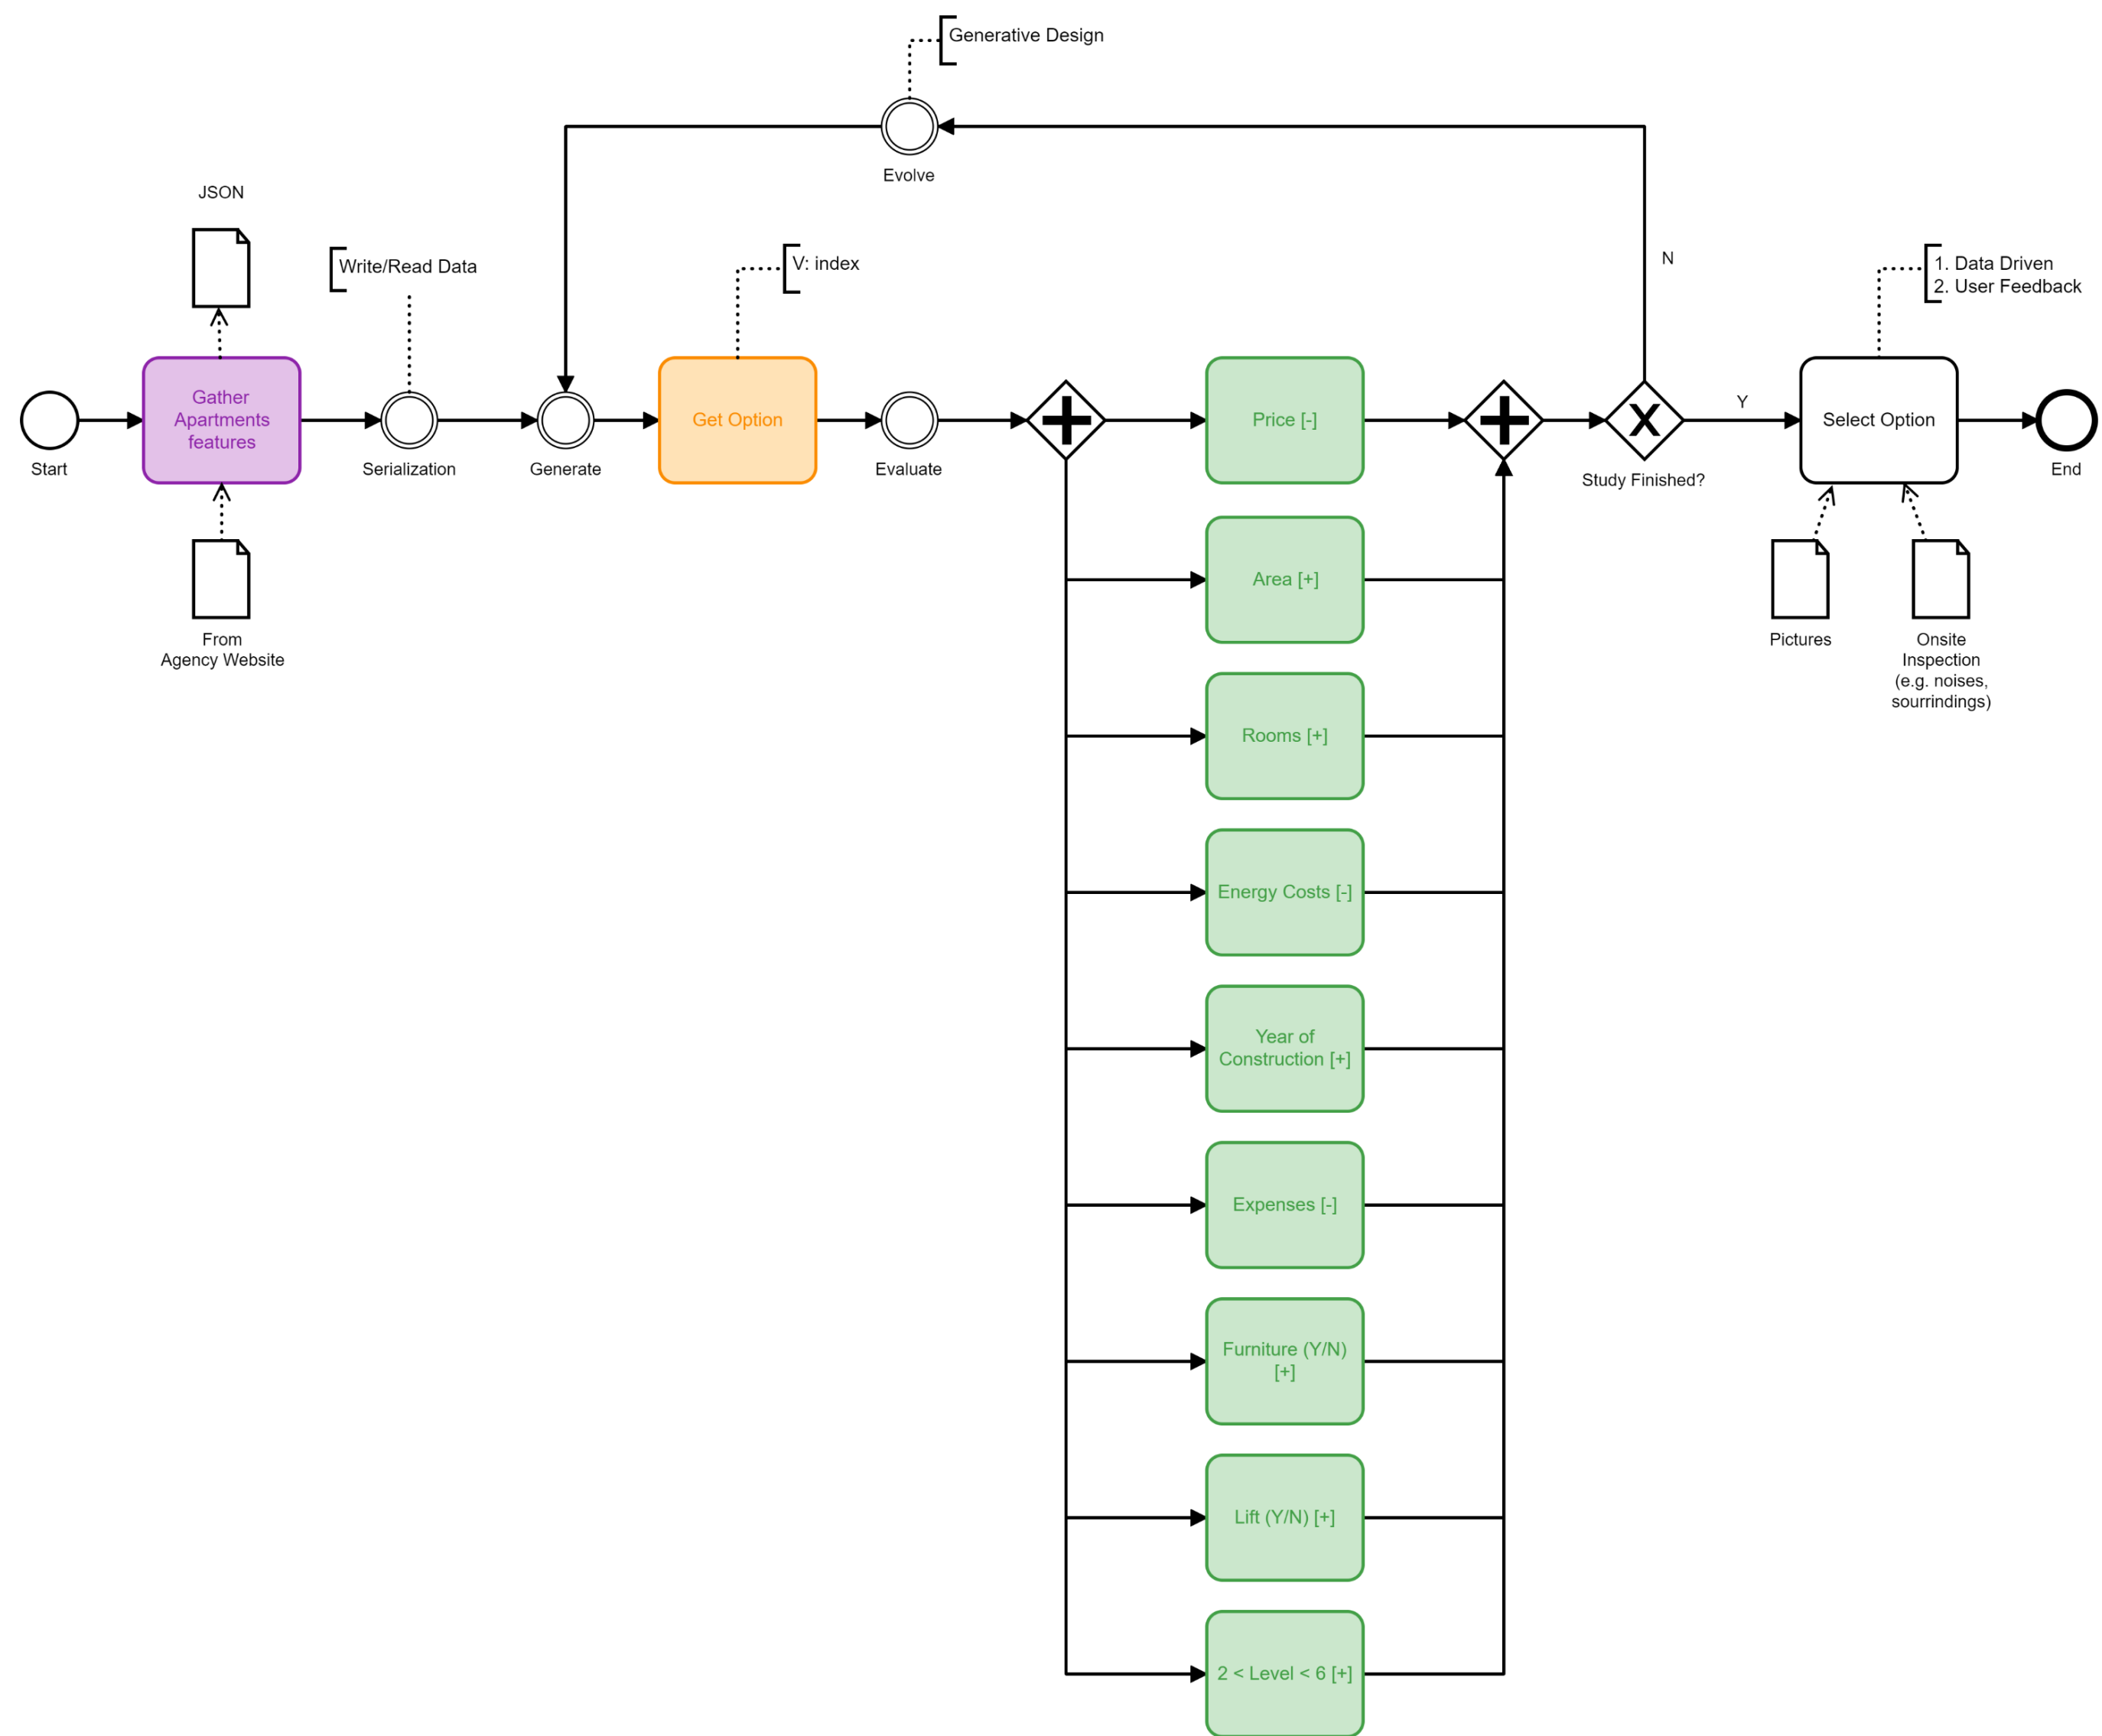 Generative Design
Evolve
JSON
Write/Read Data
V: index
N
1. Data Driven
2. User Feedback
Gather
Apartments
features
Get Option
Price [-]
Y
Select Option
Start
Serialization
Generate
Evaluate
Study Finished?
End
From
Agency Website
Area [+]
Pictures
Onsite
Inspection
(e.g. noises,
sourrindings)
Rooms [+]
Energy Costs [-]
Year of
Construction [+]
Expenses [-]
Furniture (Y/N)
[+]
Lift (Y/N) [+]
2 < Level < 6 [+]